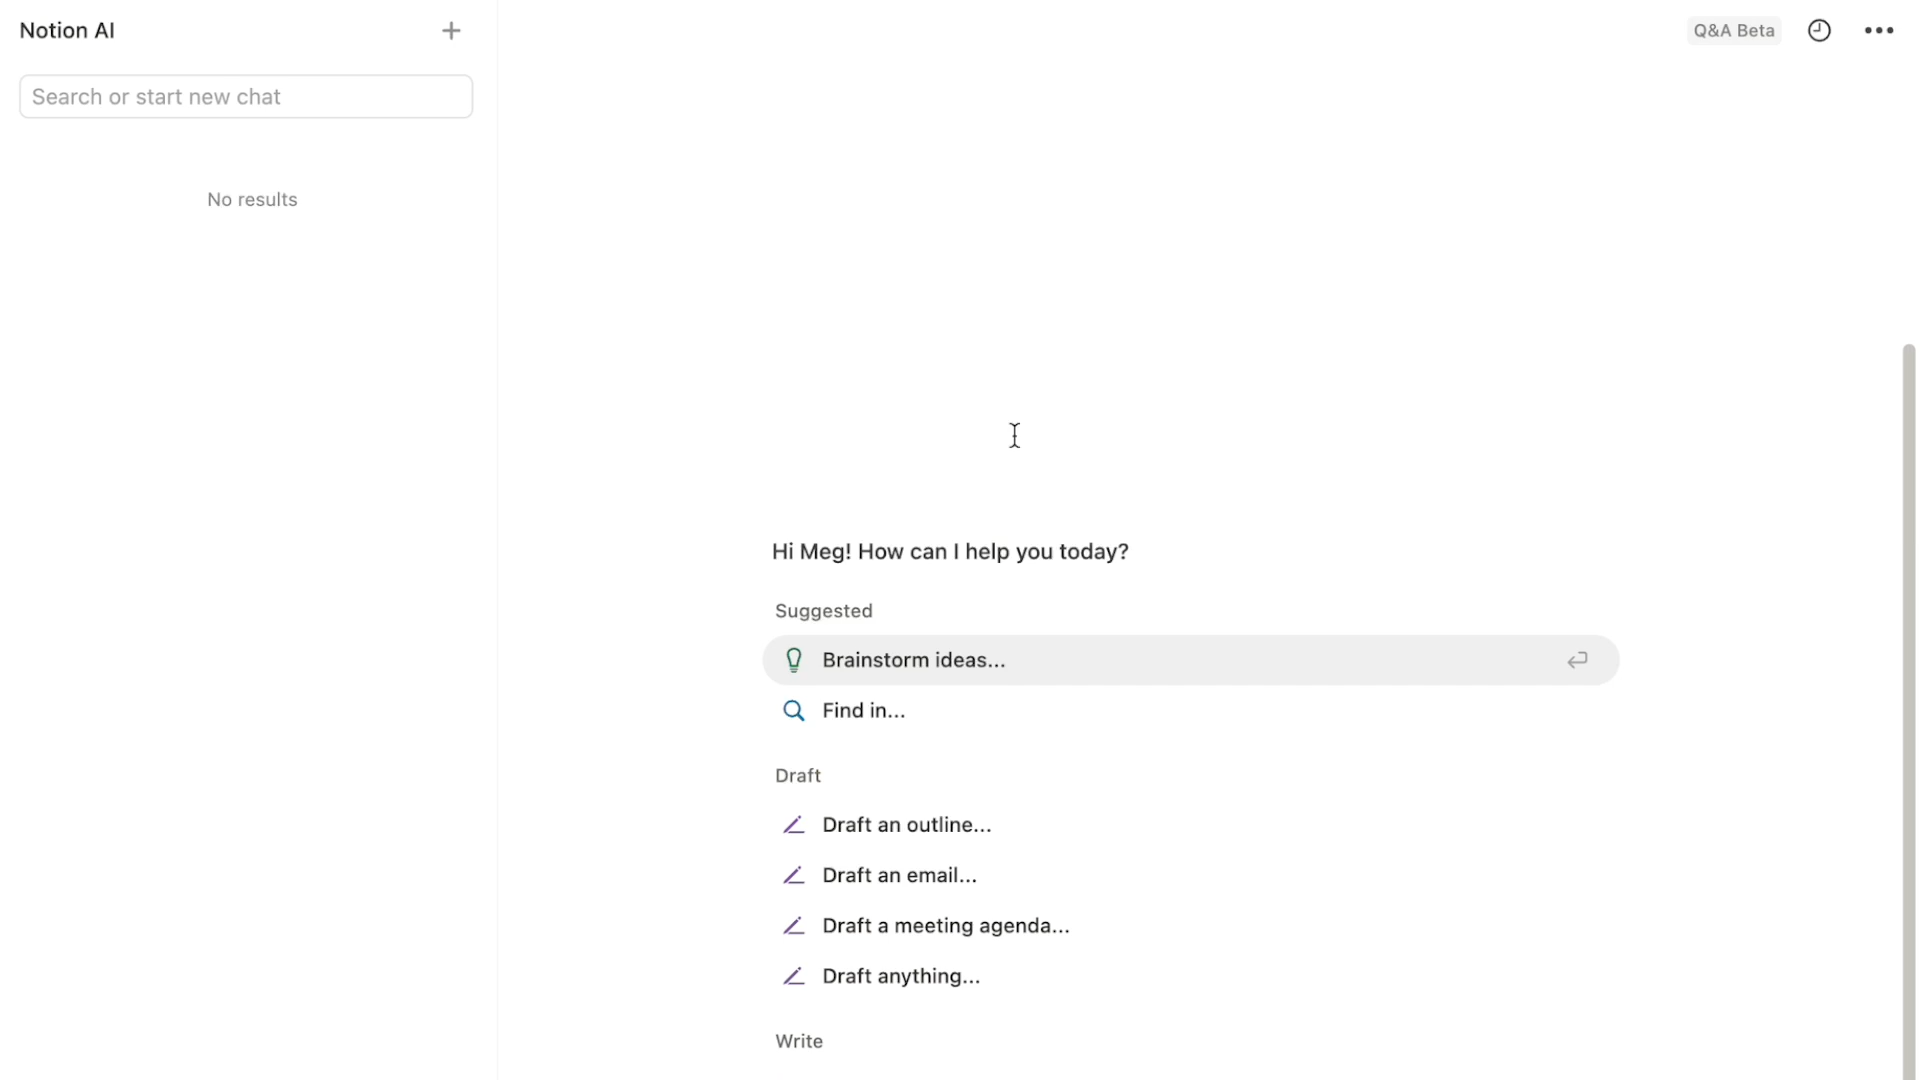 Notion AI
Search or start new chat
No results
Q&A Beta
Hi Meg! How can I help you today?
Suggested
Brainstorm ideas...
Find in...
Draft
Draft an outline...
Draft an email...
Draft a meeting agenda...
Draft anything...
Write